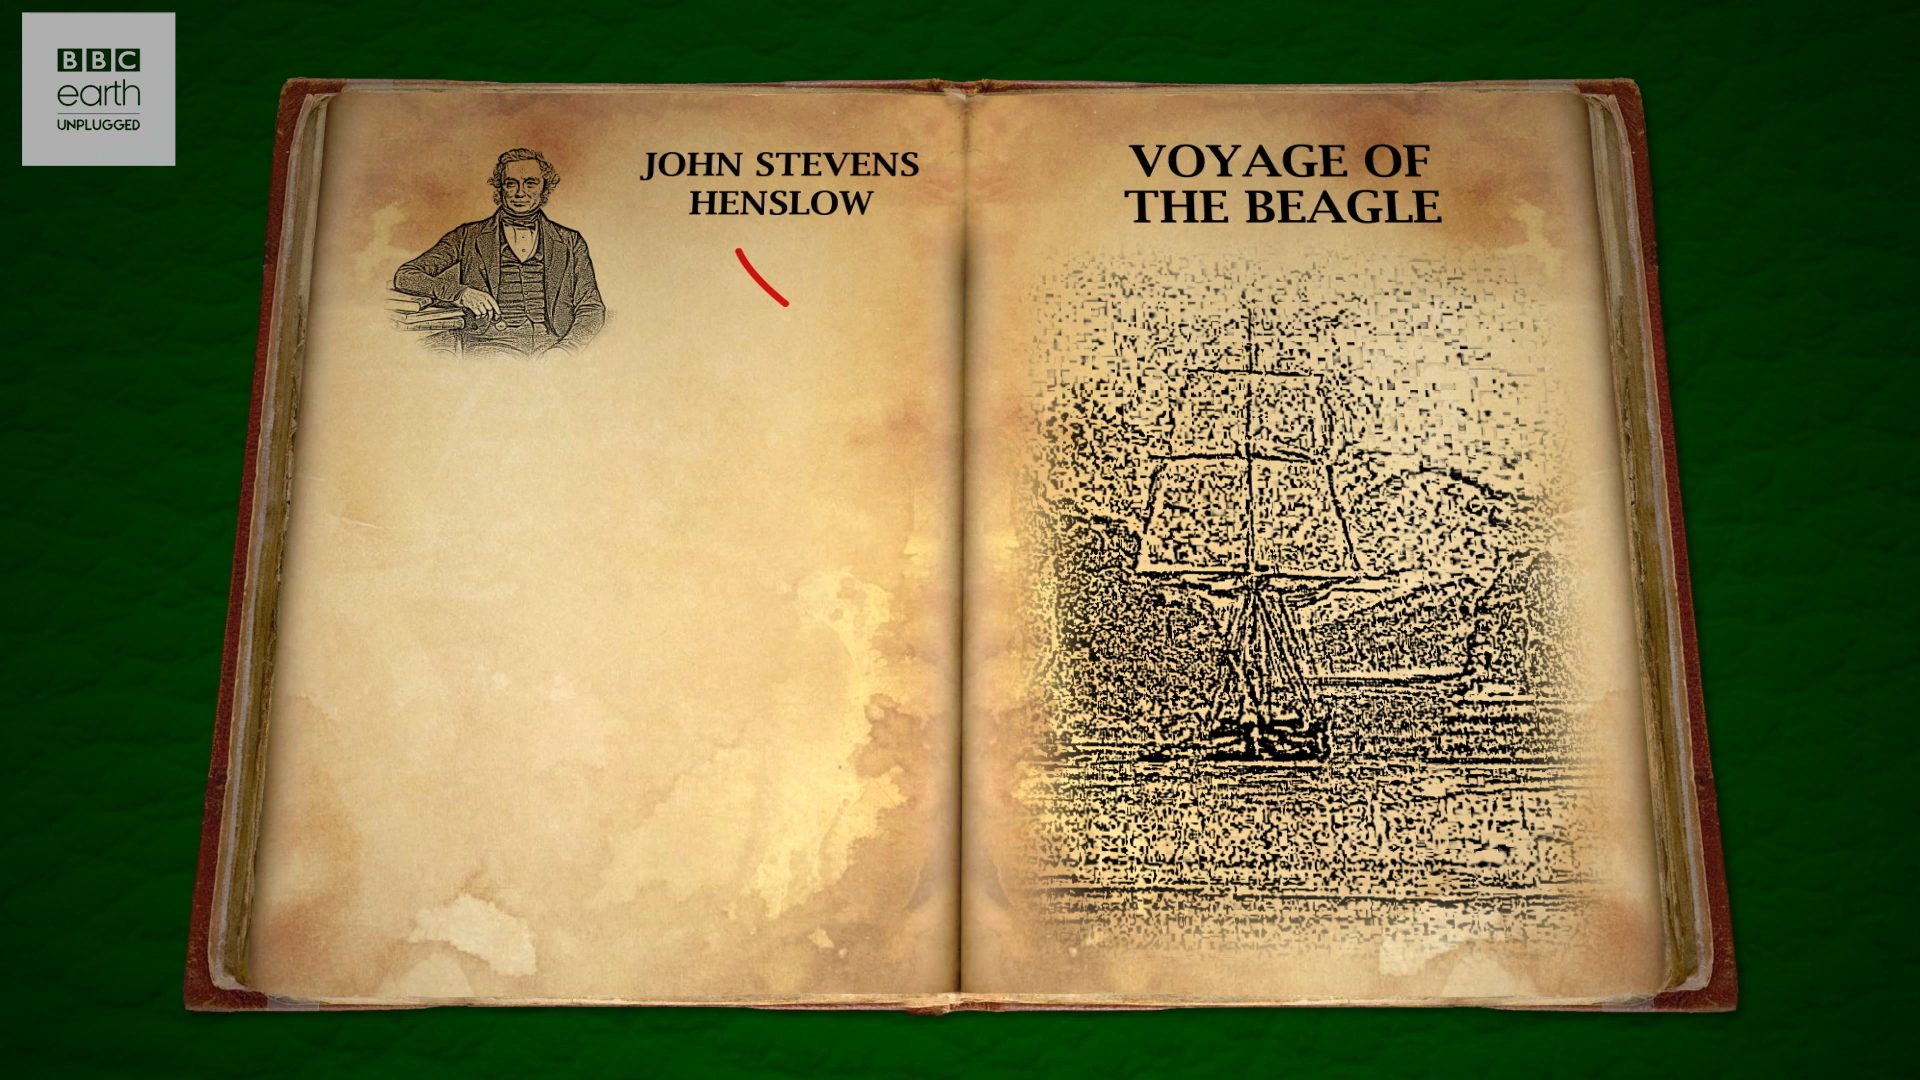 BBC
earth
UNPLUGGED
JOHN STEVENS
HENSLOW
VOYAGE OF
THE BEAGLE